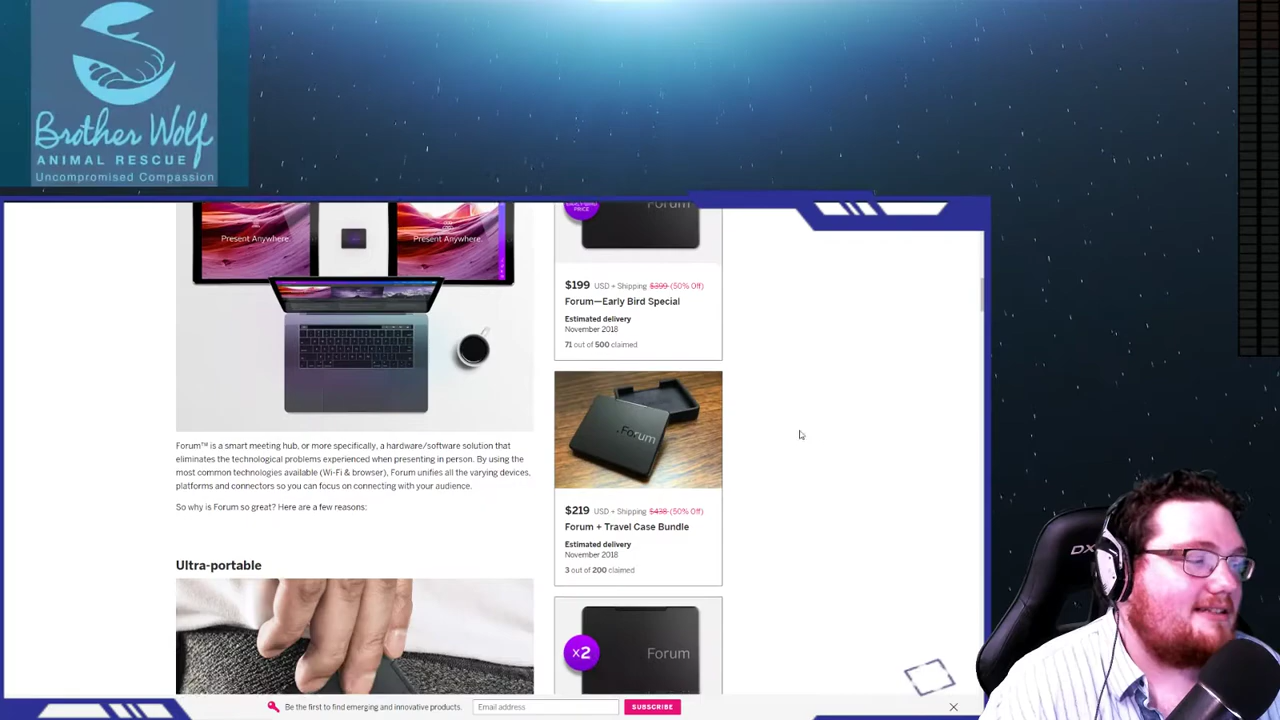 Brother Wolf
ANIMAL RESCUE
Uncompromised Compassion
Present Anywhere.
Present Anywhere.
Forum™ is a smart meeting hub, or more specifically, a hardware/software solution that
eliminates the technological problems experienced when presenting in person. By using the
most common technologies available (Wi-Fi & browser), Forum unifies all the varying devices,
platforms and connectors so you can focus on connecting with your audience.
So why is Forum so great? Here are a few reasons:
Ultra-portable
PRICE
Forum
$199 USD + Shipping $399 (50% Off)
Forum—Early Bird Special
Estimated delivery
November 2018
71 out of 500 claimed
Forum
$219 USD + Shipping $438 (50% Off)
Forum + Travel Case Bundle
Estimated delivery
November 2018
3 out of 200 claimed
x2
Forum
Be the first to find emerging and innovative products.
Email address
SUBSCRIBE
DX